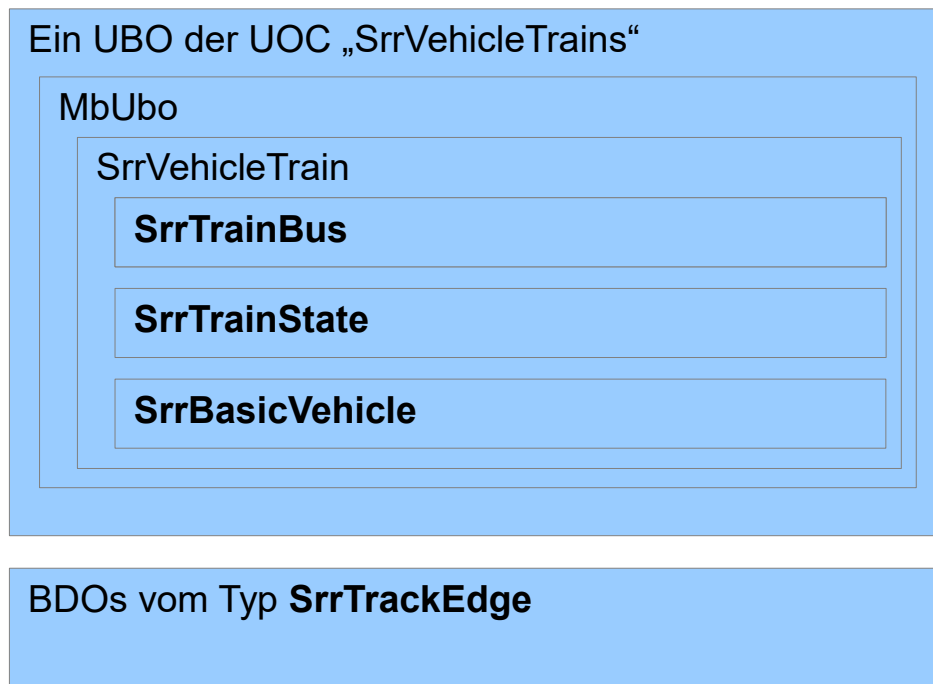 Ein UBO der UOC „SrrVehicleTrains“
MbUbo
SrrVehicleTrain
SrrTrainBus
SrrTrainState
SrrBasicVehicle
BDOs vom Typ SrrTrackEdge